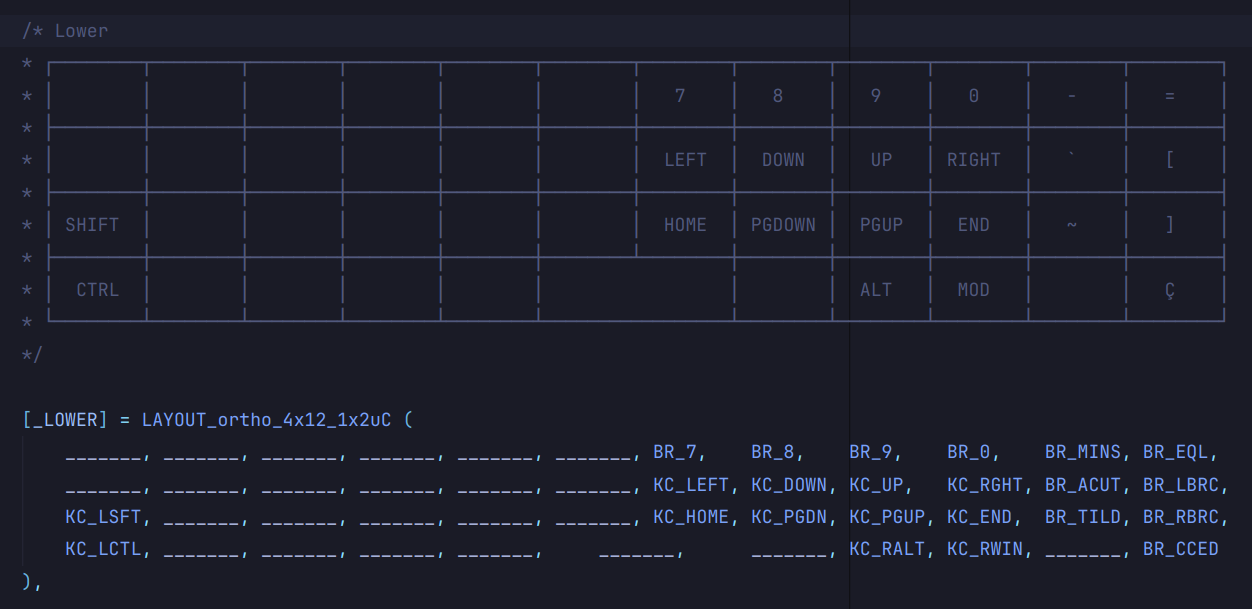 /* Lower
* ┌────────┬────────┬────────┬────────┬────────┬────────┬────────┬────────┬────────┬────────┬────────┬────────┐
* │        │        │        │        │        │        │   7    │   8    │   9    │   0    │   -    │   =    │
* ├────────┼────────┼────────┼────────┼────────┼────────┼────────┼────────┼────────┼────────┼────────┼────────┤
* │        │        │        │        │        │        │  LEFT  │  DOWN  │   UP   │ RIGHT  │   `    │   [    │
* ├────────┼────────┼────────┼────────┼────────┼────────┼────────┼────────┼────────┼────────┼────────┼────────┤
* │ SHIFT  │        │        │        │        │        │  HOME  │ PGDOWN │  PGUP  │  END   │   ~    │   ]    │
* ├────────┼────────┼────────┼────────┼────────┼────────┴────────┼────────┼────────┼────────┼────────┼────────┤
* │  CTRL  │        │        │        │        │                 │        │  ALT   │  MOD   │        │   Ç    │
* └────────┴────────┴────────┴────────┴────────┴─────────────────┴────────┴────────┴────────┴────────┴────────┘
*/
[_LOWER] = LAYOUT_ortho_4x12_1x2uC (
    _______, _______, _______, _______, _______, _______, BR_7,    BR_8,    BR_9,    BR_0,    BR_MINS, BR_EQL,
    _______, _______, _______, _______, _______, _______, KC_LEFT, KC_DOWN, KC_UP,   KC_RGHT, BR_ACUT, BR_LBRC,
    KC_LSFT, _______, _______, _______, _______, _______, KC_HOME, KC_PGDN, KC_PGUP, KC_END,  BR_TILD, BR_RBRC,
    KC_LCTL, _______, _______, _______, _______,     _______,      _______, KC_RALT, KC_RWIN, _______, BR_CCED
),